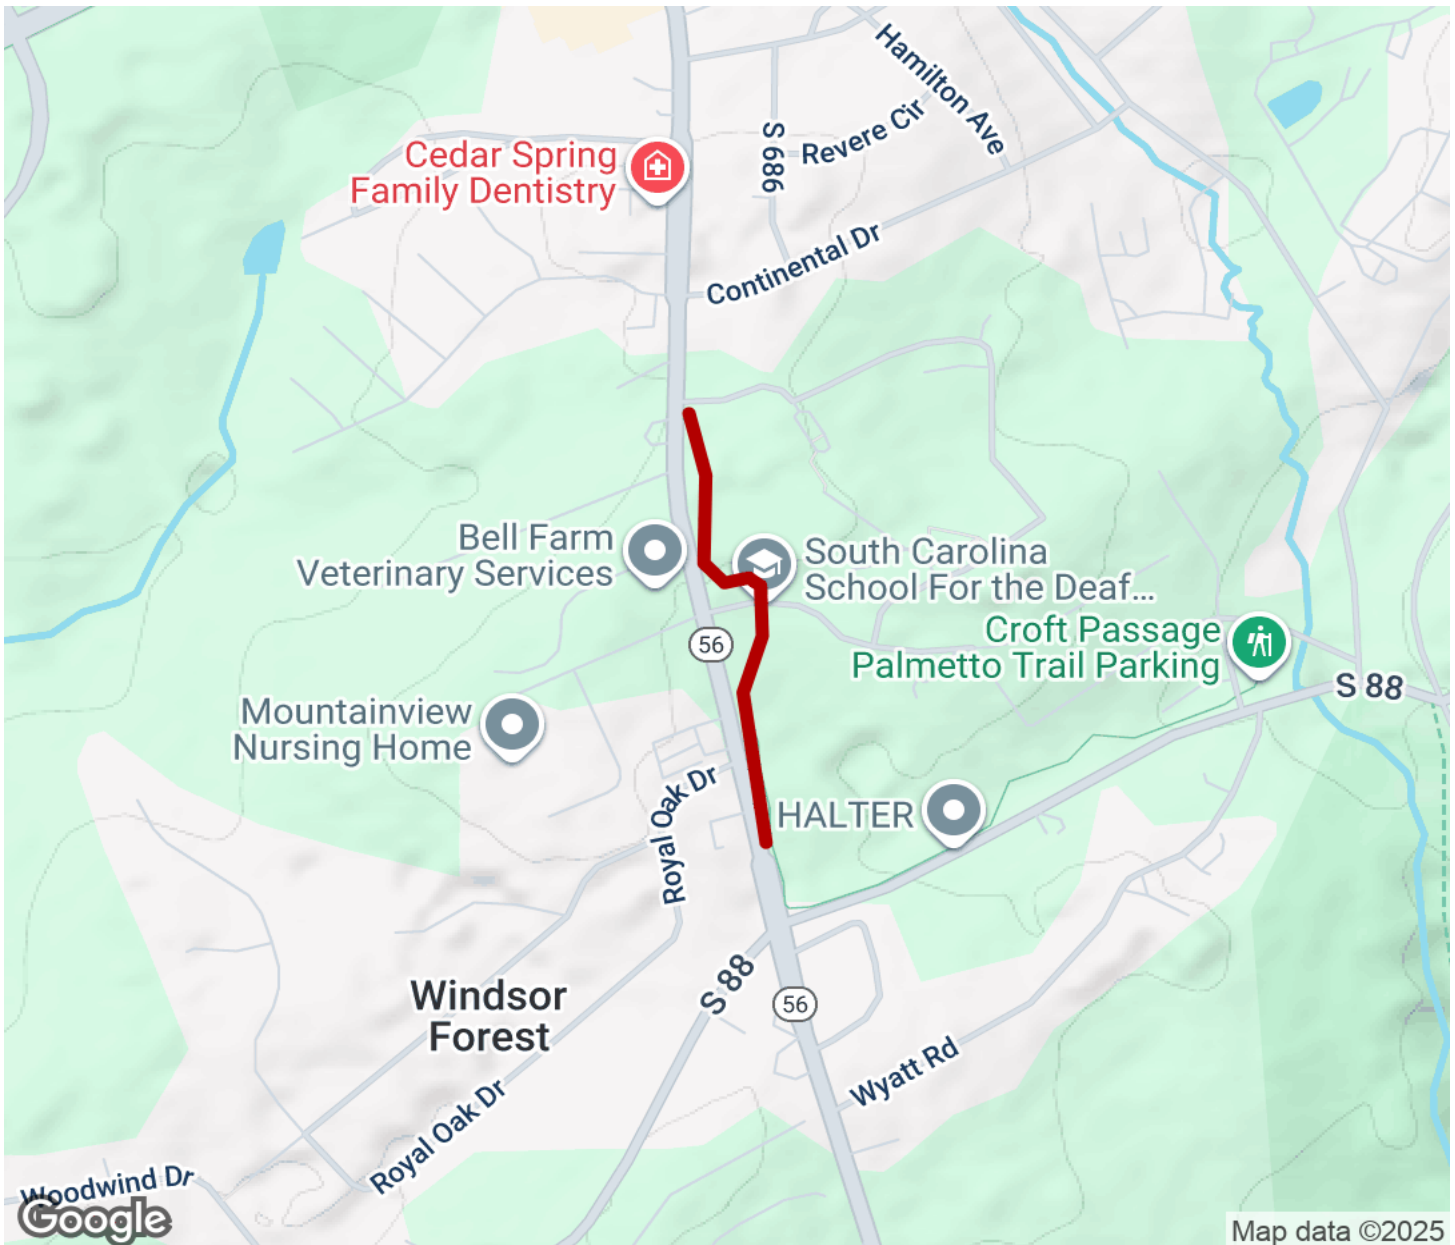 Hamilton Ave
Revere Cir
S 686
Cedar Spring
Family Dentistry
Continental Dr
Bell Farm
Veterinary Services
South Carolina
School For the Deaf...
Croft Passage
Palmetto Trail Parking
56
S 88
Mountainview
Nursing Home
Royal Oak Dr
HALTER
Windsor
Forest
S 88
56
Wyatt Rd
Royal Oak Dr
Woodwind Dr
Google
Map data ©2025